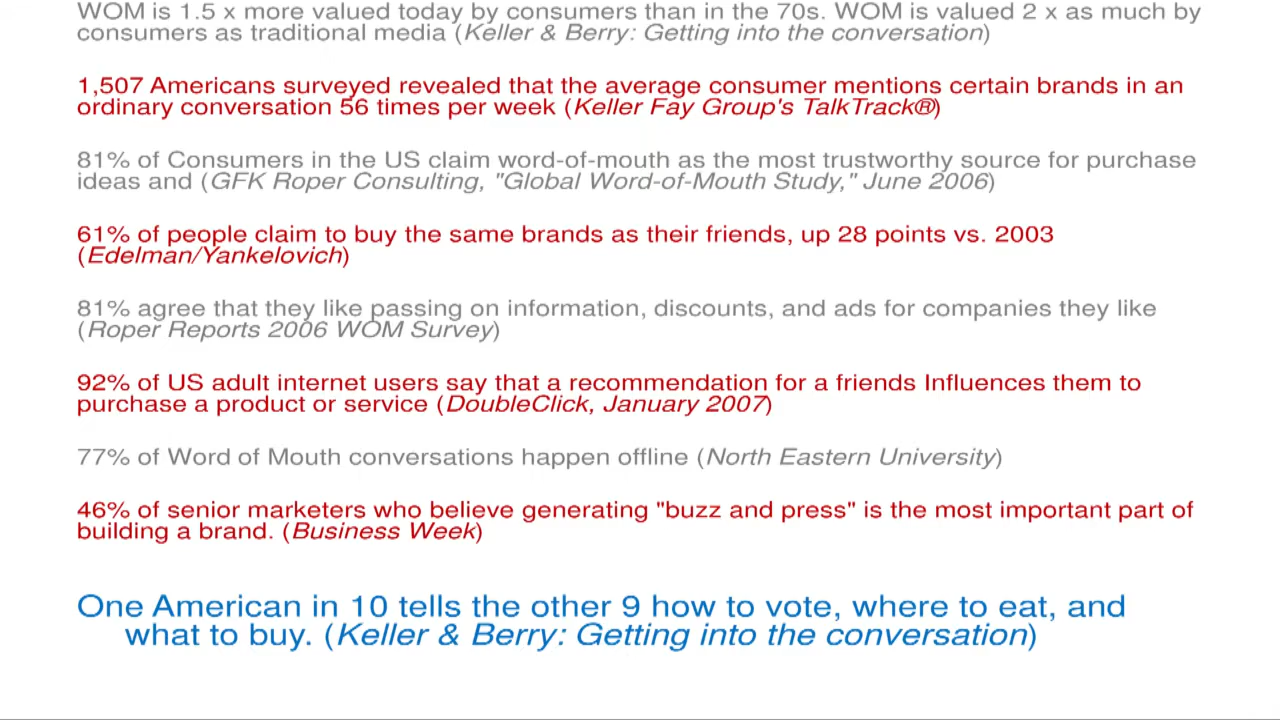 WOM is 1.5 x more valued today by consumers than in the 70s. WOM is valued 2 x as much by
consumers as traditional media (Keller & Berry: Getting into the conversation)
1,507 Americans surveyed revealed that the average consumer mentions certain brands in an
ordinary conversation 56 times per week (Keller Fay Group's TalkTrack®)
81% of Consumers in the US claim word-of-mouth as the most trustworthy source for purchase
ideas and (GFK Roper Consulting, "Global Word-of-Mouth Study," June 2006)
61% of people claim to buy the same brands as their friends, up 28 points vs. 2003
(Edelman/Yankelovich)
81% agree that they like passing on information, discounts, and ads for companies they like
(Roper Reports 2006 WOM Survey)
92% of US adult internet users say that a recommendation for a friends Influences them to
purchase a product or service (DoubleClick, January 2007)
77% of Word of Mouth conversations happen offline (North Eastern University)
46% of senior marketers who believe generating "buzz and press" is the most important part of
building a brand. (Business Week)
One American in 10 tells the other 9 how to vote, where to eat, and
what to buy. (Keller & Berry: Getting into the conversation)